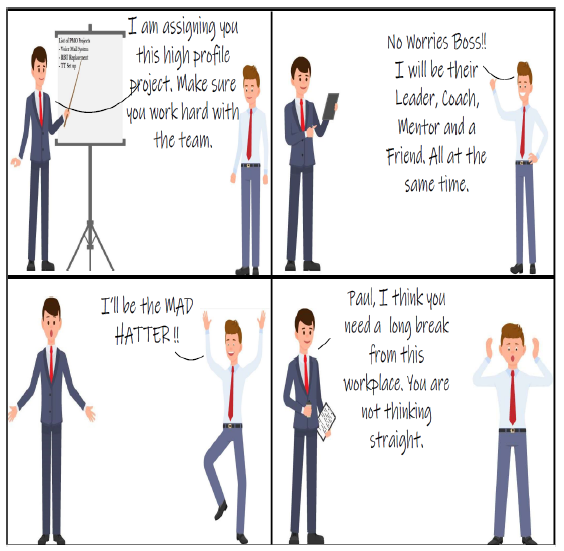 I am assigning you
this high profile
project. Make sure
you work hard with
the team.
List of PMO Projects
- Voice Mail System
- RIST Replacement
- TT Set up
No Worries Boss!!
I will be their
Leader, Coach,
Mentor and a
Friend. All at the
same time.
I'll be the MAD
HATTER !!
Paul, I think you
need a long break
from this
workplace. You are
not thinking
straight.